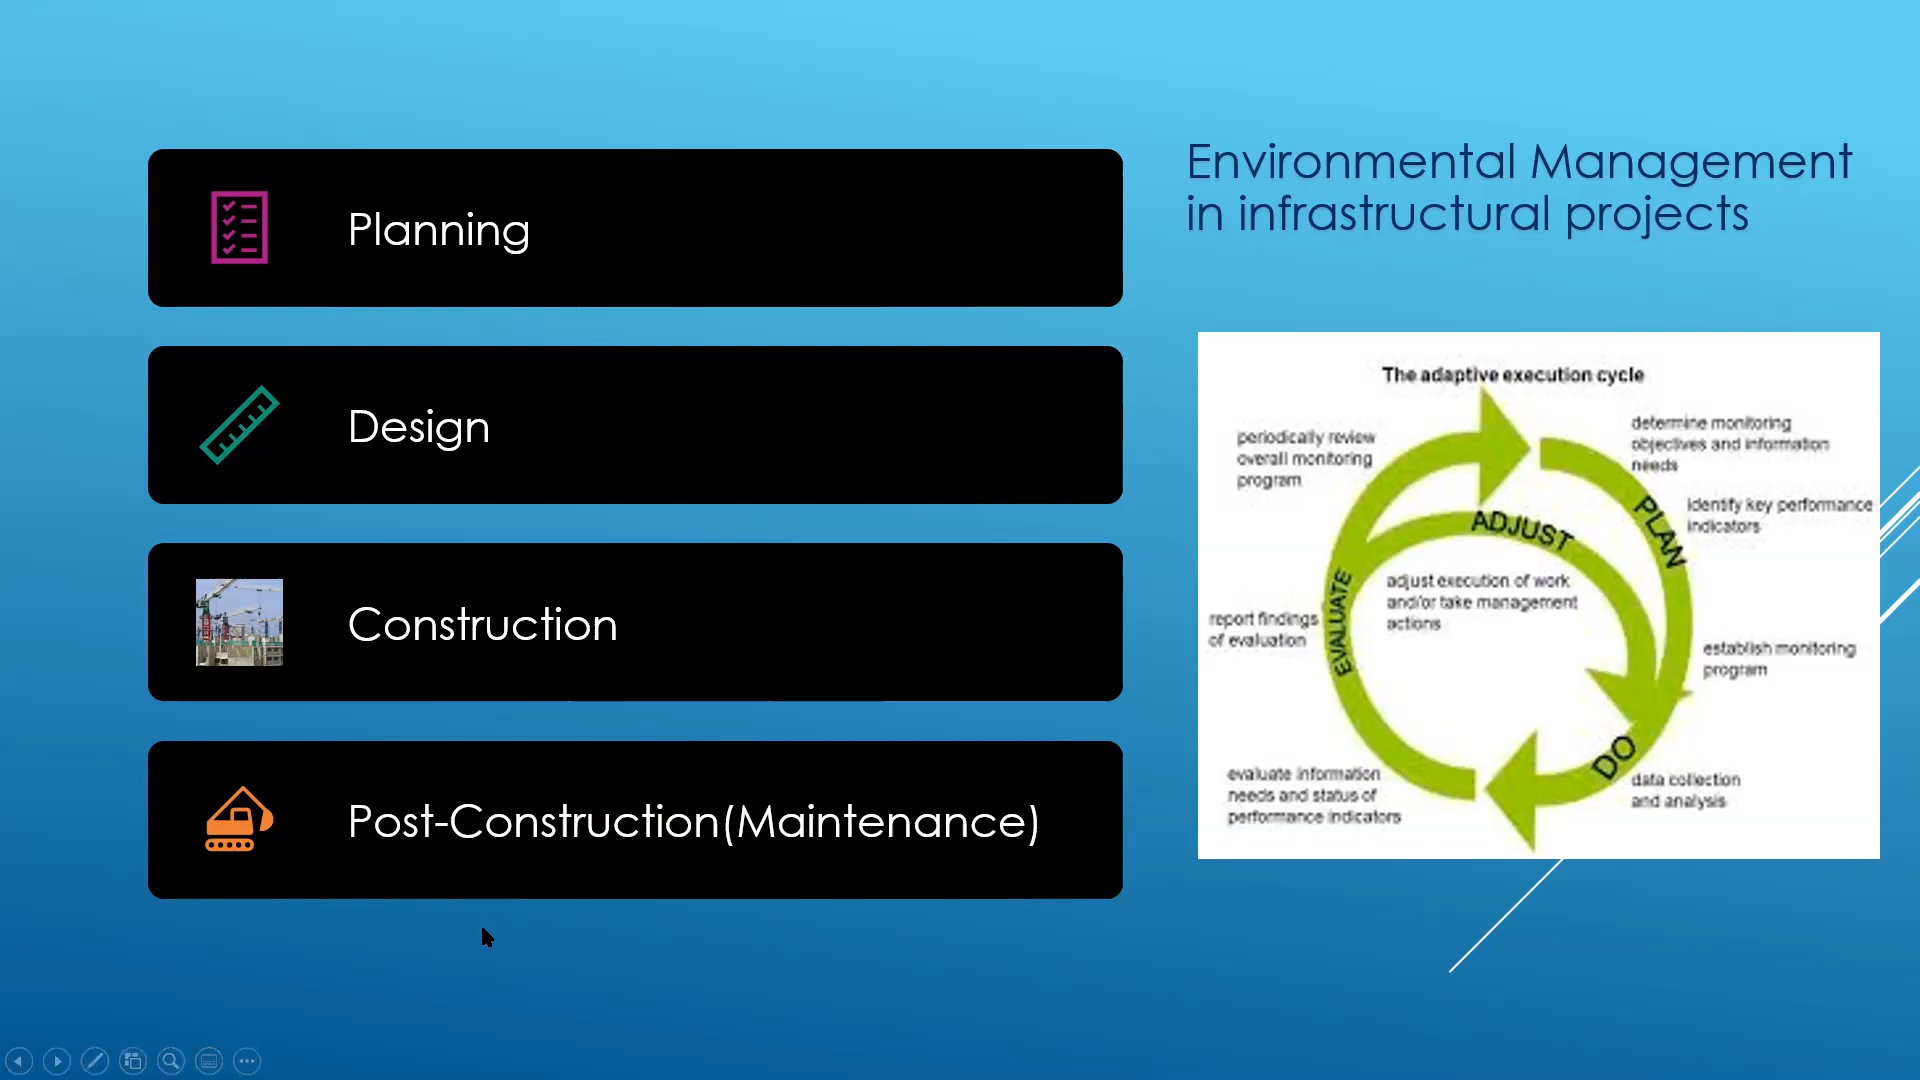 Planning
Design
Construction
Post-Construction(Maintenance)
Environmental Management
in infrastructural projects
The adaptive execution cycle
periodically review
overall monitoring
program
determine monitoring
objectives and information
needs
identify key performance
indicators
PLAN
ADJUST
adjust execution of work
and/or take management
actions
EVALUATE
report findings
of evaluation
establish monitoring
program
DO
data collection
and analysis
evaluate information
needs and status of
performance indicators